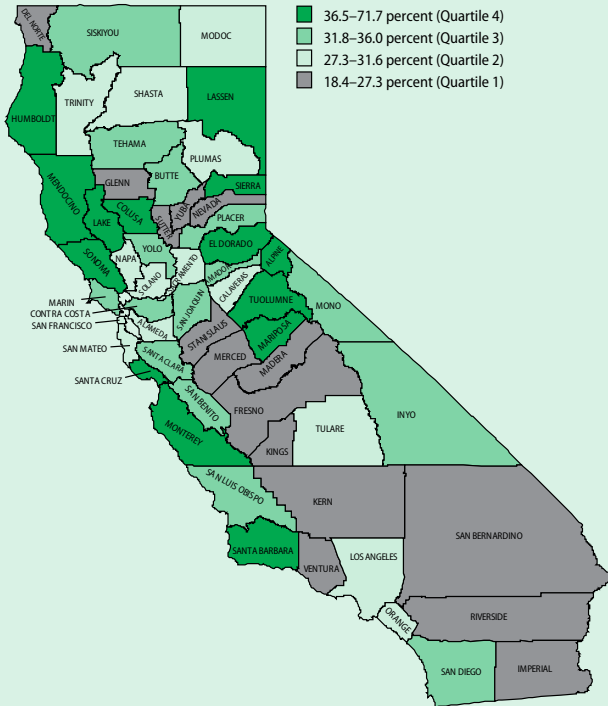 36.5–71.7 percent (Quartile 4)
31.8–36.0 percent (Quartile 3)
27.3–31.6 percent (Quartile 2)
18.4–27.3 percent (Quartile 1)
DEL NORTE
SISKIYOU
MODOC
HUMBOLDT
TRINITY
SHASTA
LASSEN
TEHAMA
PLUMAS
MENDOCINO
GLENN
BUTTE
SIERRA
LAKE
COLUSA
SUTTER
YUBA
NEVADA
PLACER
SONOMA
NAPA
YOLO
EL DORADO
ALPINE
SOLANO
SACRAMENTO
AMADOR
CALAVERAS
TUOLUMNE
MONO
MARIN
CONTRA COSTA
SAN FRANCISCO
ALAMEDA
SAN JOAQUIN
STANISLAUS
MARIPOSA
SAN MATEO
SANTA CLARA
MERCED
MADERA
SANTA CRUZ
SAN BENITO
FRESNO
INYO
MONTEREY
KINGS
TULARE
SAN LUIS OBISPO
KERN
SAN BERNARDINO
SANTA BARBARA
VENTURA
LOS ANGELES
ORANGE
RIVERSIDE
SAN DIEGO
IMPERIAL